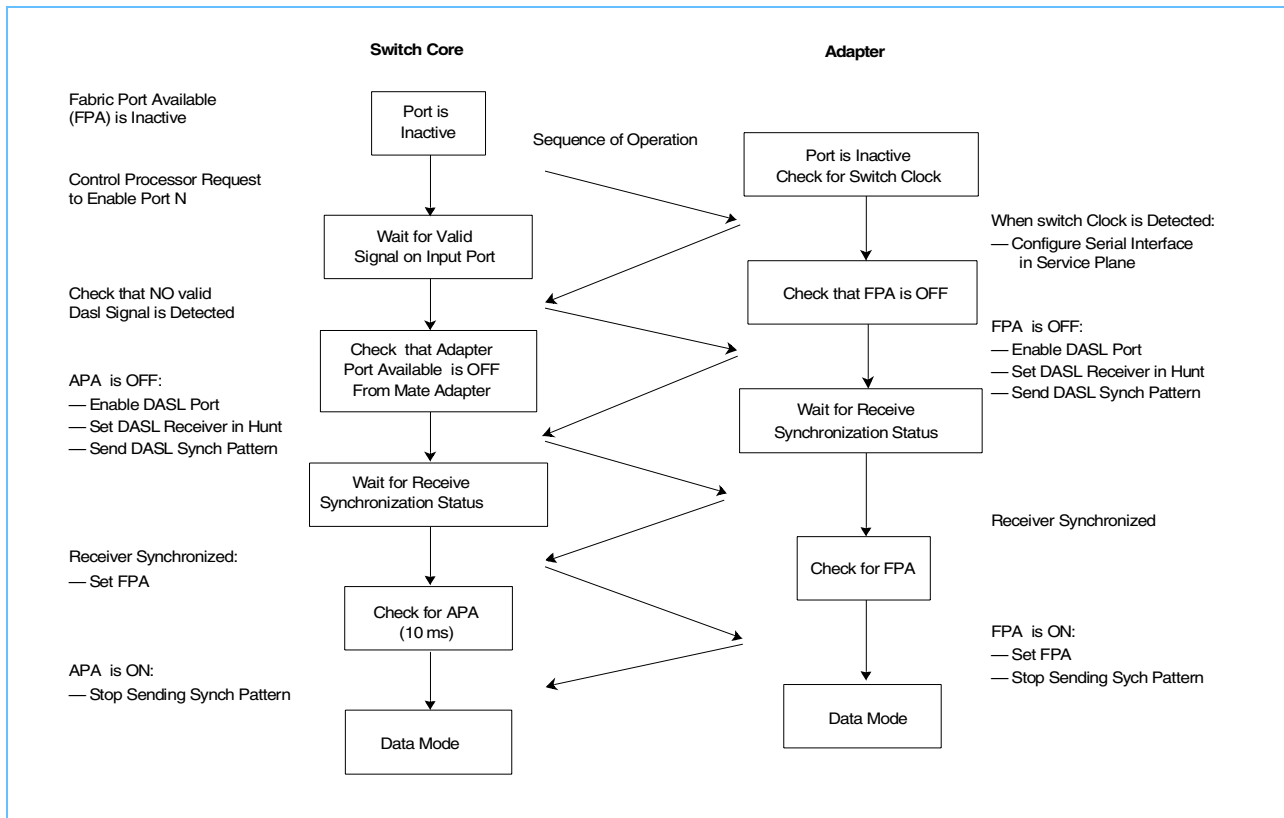 Switch Core
Adapter
Fabric Port Available
(FPA) is Inactive
Port is
Inactive
Sequence of Operation
Port is Inactive
Check for Switch Clock
Control Processor Request
to Enable Port N
Wait for Valid
Signal on Input Port
When switch Clock is Detected:
— Configure Serial Interface
in Service Plane
Check that FPA is OFF
Check that NO valid
Dasl Signal is Detected
Check that Adapter
Port Available is OFF
From Mate Adapter
FPA is OFF:
— Enable DASL Port
— Set DASL Receiver in Hunt
— Send DASL Synch Pattern
APA is OFF:
— Enable DASL Port
— Set DASL Receiver in Hunt
— Send DASL Synch Pattern
Wait for Receive
Synchronization Status
Wait for Receive
Synchronization Status
Receiver Synchronized
Receiver Synchronized:
— Set FPA
Check for FPA
Check for APA
(10 ms)
FPA is ON:
— Set FPA
— Stop Sending Sych Pattern
APA is ON:
— Stop Sending Synch Pattern
Data Mode
Data Mode